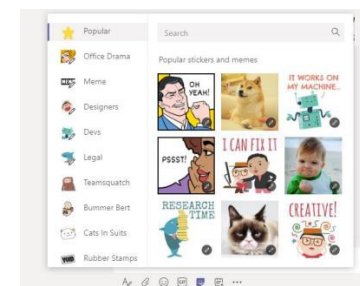 Popular
Office Drama
Meme
Designers
Devs
Legal
Teamsquatch
Bummer Bert
Cats In Suits
Rubber Stamps
Search
Popular stickers and memes
OH
YEAH!
IT WORKS ON
MY MACHINE...
PSSST!
I CAN FIX IT
RESEARCH
TIME
CREATIVE!
GIF